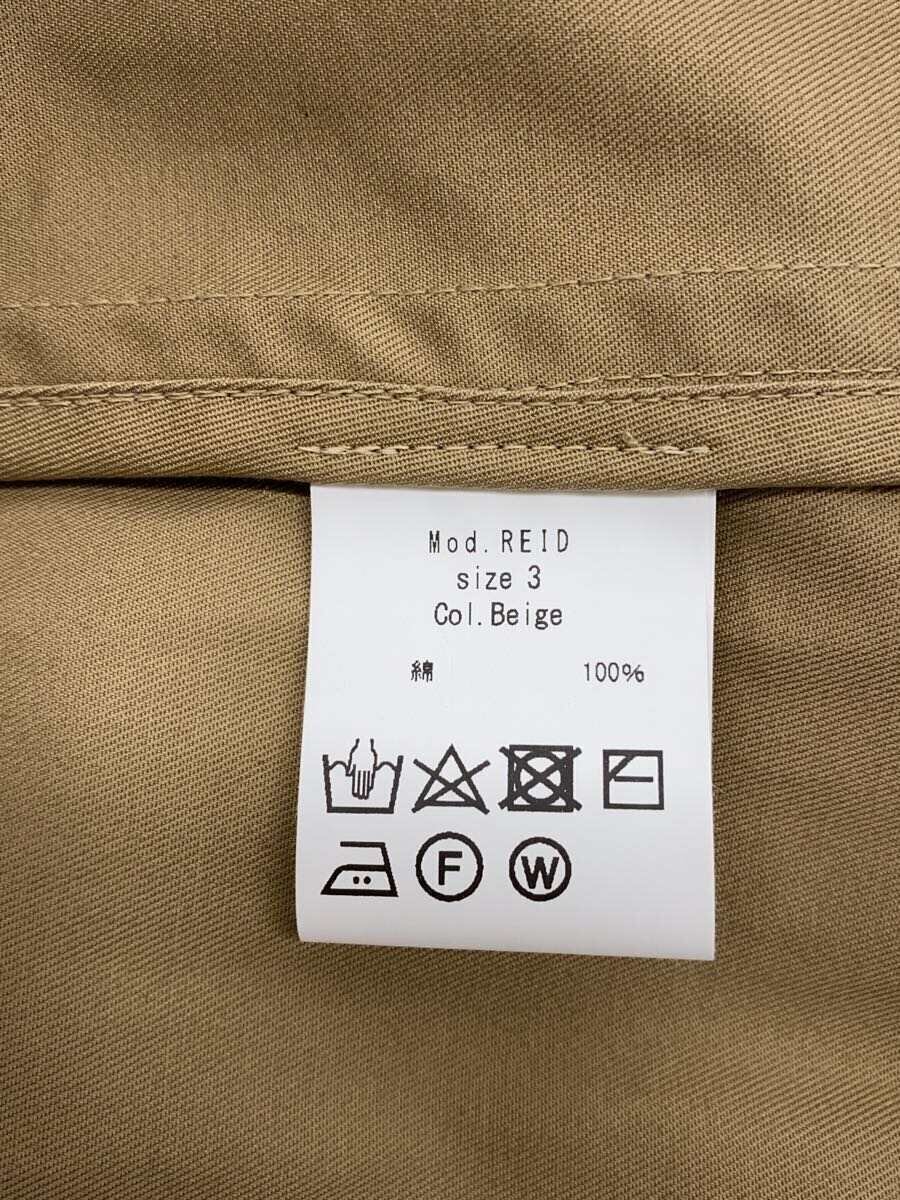 Mod.REID
size 3
Col.Beige
綿 100%
F W